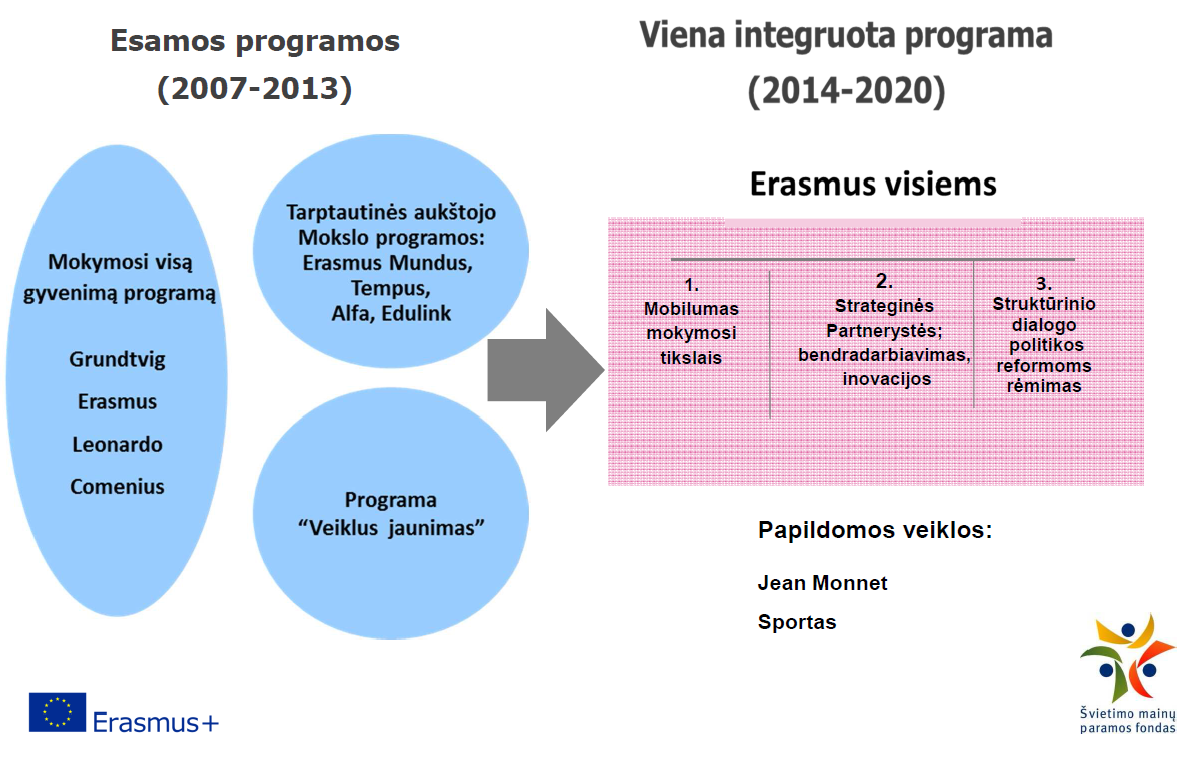 Esamos programos
(2007-2013)
Mokymosi visą
gyvenimą programą
Grundtvig
Erasmus
Leonardo
Comenius
Tarptautinės aukštojo
Mokslo programos:
Erasmus Mundus,
Tempus,
Alfa, Edulink
Programa
“Veiklus jaunimas”
Viena integruota programa
(2014-2020)
Erasmus visiems
1.
Mobilumas
mokymosi
tikslais
2.
Strateginės
Partnerystės;
bendradarbiavimas,
inovacijos
3.
Struktūrinio
dialogo
politikos
reformoms
rėmimas
Papildomos veiklos:
Jean Monnet
Sportas
Erasmus+
Švietimo mainų
paramos fondas